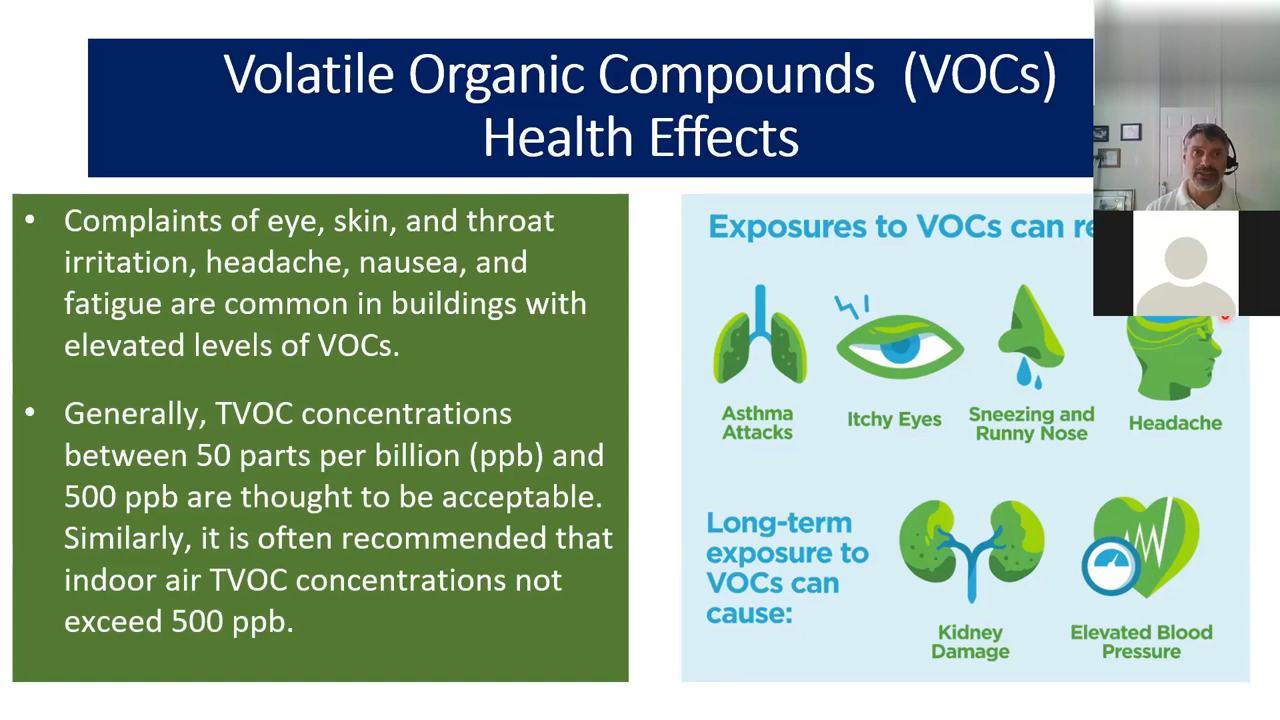 Volatile Organic Compounds (VOCs)
Health Effects
• Complaints of eye, skin, and throat
irritation, headache, nausea, and
fatigue are common in buildings with
elevated levels of VOCs.
• Generally, TVOC concentrations
between 50 parts per billion (ppb) and
500 ppb are thought to be acceptable.
Similarly, it is often recommended that
indoor air TVOC concentrations not
exceed 500 ppb.
Exposures to VOCs can
Asthma
Attacks
Itchy Eyes
Sneezing and
Runny Nose
Headache
Long-term
exposure to
VOCs can
cause:
Kidney
Damage
Elevated Blood
Pressure